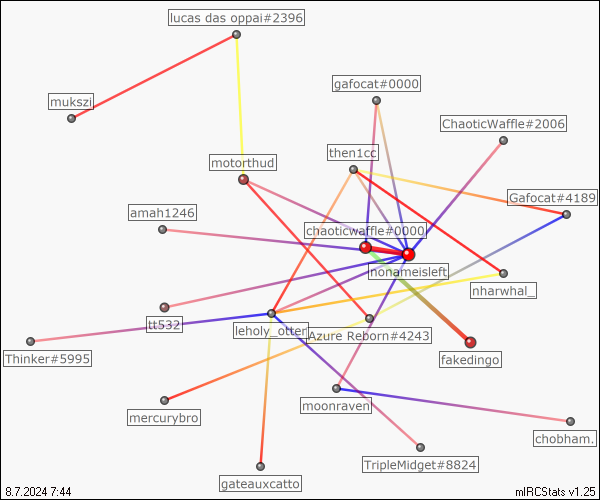 lucas das oppai#2396
gafocat#0000
mukszi
ChaoticWaffle#2006
then1cc
motorthud
Gafocat#4189
amah1246
chaoticwaffle#0000
nonameisleft
nharwhal_
tt532
leholy_otter
Azure Reborn#4243
Thinker#5995
fakedingo
moonraven
mercurybro
chobham.
TripleMidget#8824
gateauxcatto
8.7.2024 7:44
mIRCStats v1.25